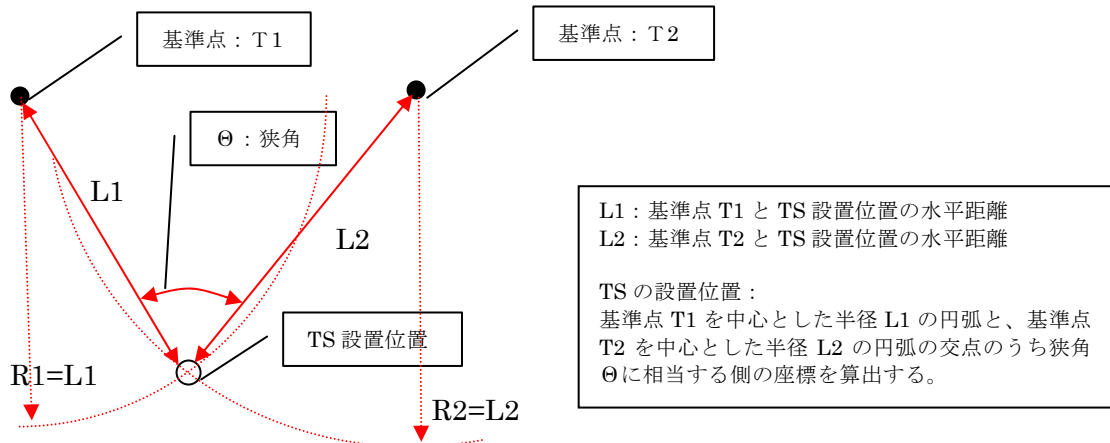 基準点：Ｔ1
基準点：Ｔ2
Θ：狭角
L1
L2
TS 設置位置
R1=L1
R2=L2
L1：基準点 T1 と TS 設置位置の水平距離
L2：基準点 T2 と TS 設置位置の水平距離
TS の設置位置：
基準点 T1 を中心とした半径 L1 の円弧と、基準点
T2 を中心とした半径 L2 の円弧の交点のうち狭角
Θに相当する側の座標を算出する。